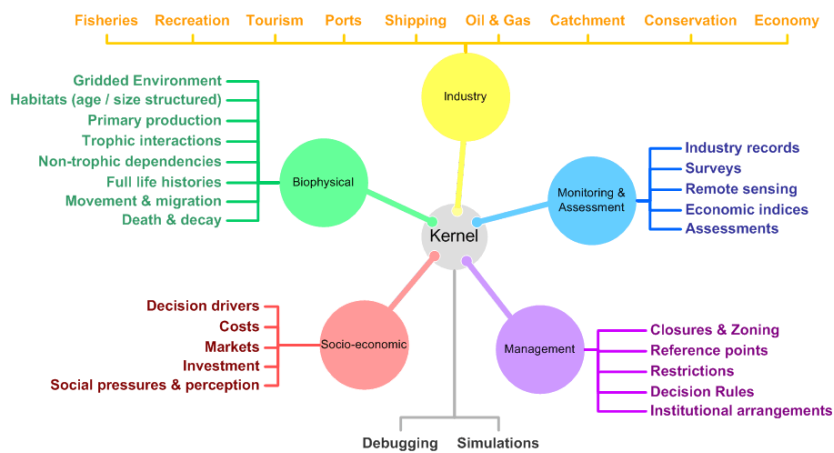 Fisheries Recreation Tourism Ports Shipping Oil & Gas Catchment Conservation Economy
Industry
Gridded Environment
Habitats (age / size structured)
Primary production
Trophic interactions
Non-trophic dependencies
Full life histories
Movement & migration
Death & decay
Biophysical
Monitoring &
Assessment
Industry records
Surveys
Remote sensing
Economic indices
Assessments
Kernel
Decision drivers
Costs
Markets
Investment
Social pressures & perception
Socio-economic
Management
Closures & Zoning
Reference points
Restrictions
Decision Rules
Institutional arrangements
Debugging Simulations